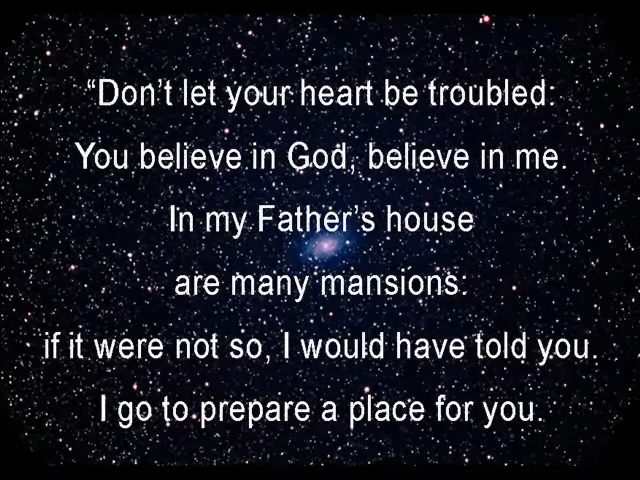 “Don’t let your heart be troubled:
You believe in God, believe in me.
In my Father’s house
are many mansions:
if it were not so, I would have told you.
I go to prepare a place for you.